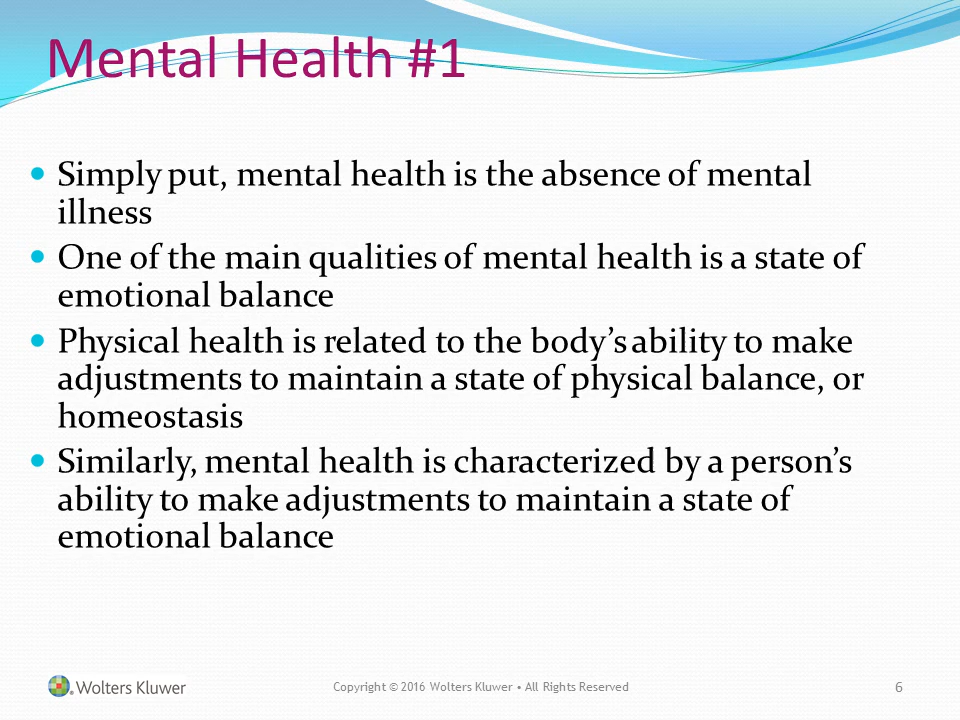 Mental Health #1
• Simply put, mental health is the absence of mental
illness
• One of the main qualities of mental health is a state of
emotional balance
• Physical health is related to the body’s ability to make
adjustments to maintain a state of physical balance, or
homeostasis
• Similarly, mental health is characterized by a person’s
ability to make adjustments to maintain a state of
emotional balance
Wolters Kluwer
Copyright © 2016 Wolters Kluwer • All Rights Reserved
6